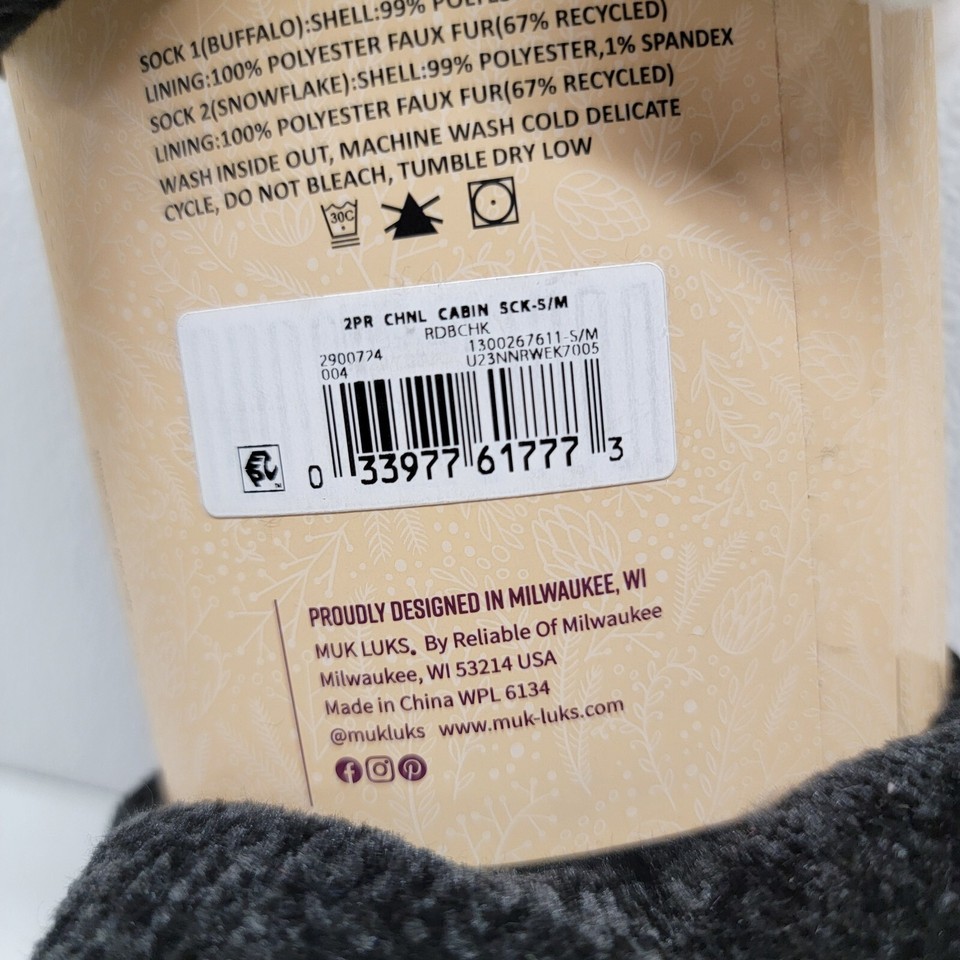 SOCK 1(BUFFALO):SHELL:99%
LINING:100% POLYESTER FAUX FUR(67% RECYCLED)
SOCK 2(SNOWFLAKE):SHELL:99% POLYESTER,1% SPANDEX
LINING:100% POLYESTER FAUX FUR(67% RECYCLED)
WASH INSIDE OUT, MACHINE WASH COLD DELICATE
CYCLE, DO NOT BLEACH, TUMBLE DRY LOW
30C
2PR CHNL CABIN SCK-S/M
RDBCHK
2900724 1300267611-S/M
004 U23NNRWEK7005
0 33977 61777 3
PROUDLY DESIGNED IN MILWAUKEE, WI
MUK LUKS. By Reliable Of Milwaukee
Milwaukee, WI 53214 USA
Made in China WPL 6134
@mukluks www.muk-luks.com